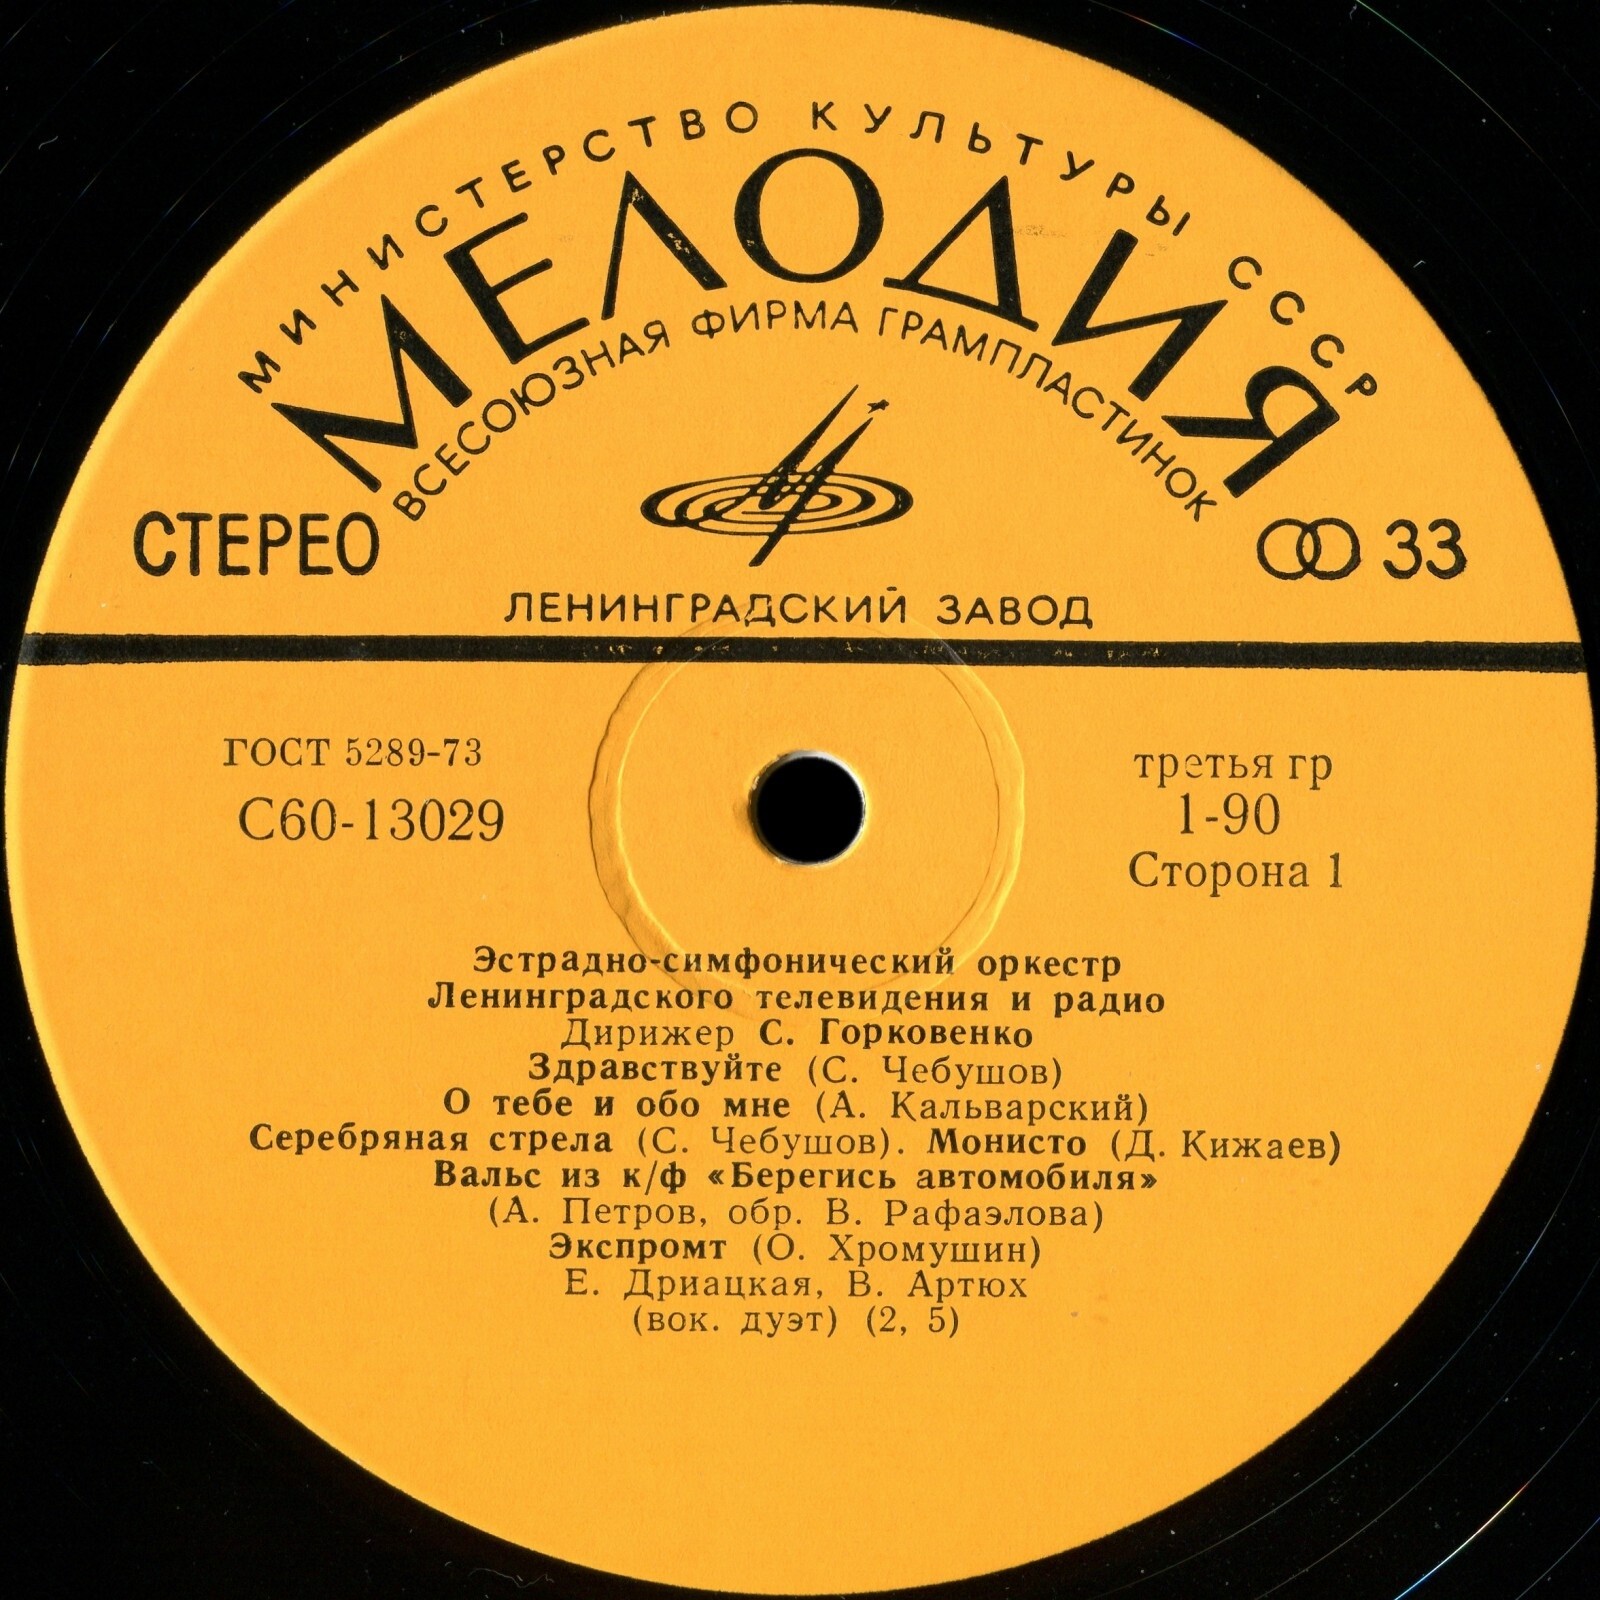 МИНИСТЕРСТВО КУЛЬТУРЫ СССР
МЕЛОДИЯ
ВСЕСОЮЗНАЯ ФИРМА ГРАМПЛАСТИНОК
СТЕРЕО
33
ЛЕНИНГРАДСКИЙ ЗАВОД
ГОСТ 5289-73
С60-13029
третья гр
1-90
Сторона 1
Эстрадно-симфонический оркестр
Ленинградского телевидения и радио
Дирижер С. Горковенко
Здравствуйте (С. Чебушов)
О тебе и обо мне (А. Кальварский)
Серебряная стрела (С. Чебушов). Монисто (Д. Кижаев)
Вальс из к/ф «Берегись автомобиля»
(А. Петров, обр. В. Рафаэлова)
Экспромт (О. Хромушин)
Е. Дриацкая, В. Артюх
(вок. дуэт) (2, 5)